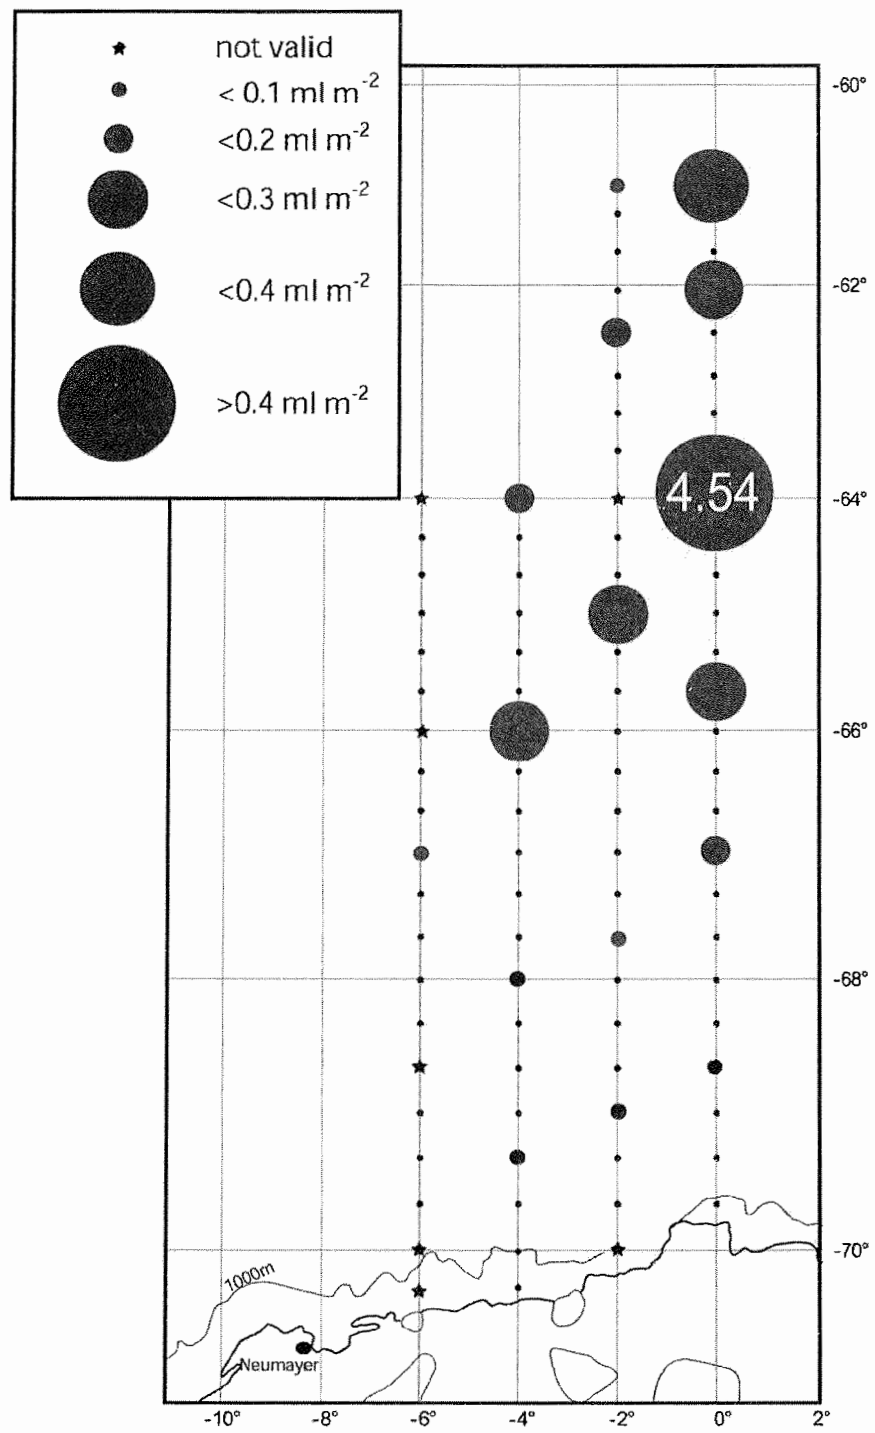 not valid
< 0.1 ml m-2
<0.2 ml m-2
<0.3 ml m-2
<0.4 ml m-2
>0.4 ml m-2
-60°
-62°
4.54
-64°
-66°
-68°
-70°
1000m
Neumayer
-10° -8° -6° -4° -2° 0° 2°